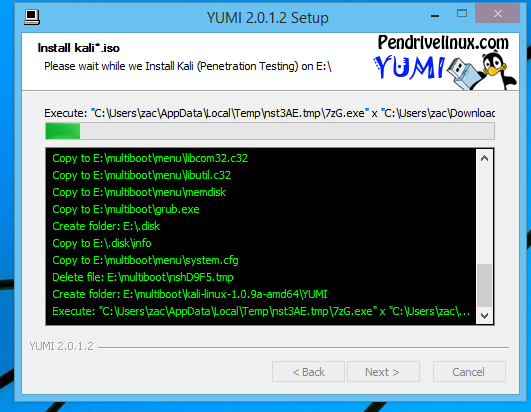 YUMI 2.0.1.2 Setup
Install kali*.iso
Please wait while we Install Kali (Penetration Testing) on E:\
Pendrivelinux.com
YUMI
Execute: "C:\Users\zac\AppData\Local\Temp\nst3AE.tmp\7zG.exe" x "C:\Users\zac\Download
Copy to E:\multiboot\menu\libcom32.c32
Copy to E:\multiboot\menu\libutil.c32
Copy to E:\multiboot\menu\memdisk
Copy to E:\multiboot\grub.exe
Create folder: E:\.disk
Copy to E:\.disk\info
Copy to E:\multiboot\menu\system.cfg
Delete file: E:\multiboot\nshD9F5.tmp
Create folder: E:\multiboot\kali-linux-1.0.9a-amd64\YUMI
Execute: "C:\Users\zac\AppData\Local\Temp\nst3AE.tmp\7zG.exe" x "C:\Users\zac\...
YUMI 2.0.1.2
< Back
Next >
Cancel